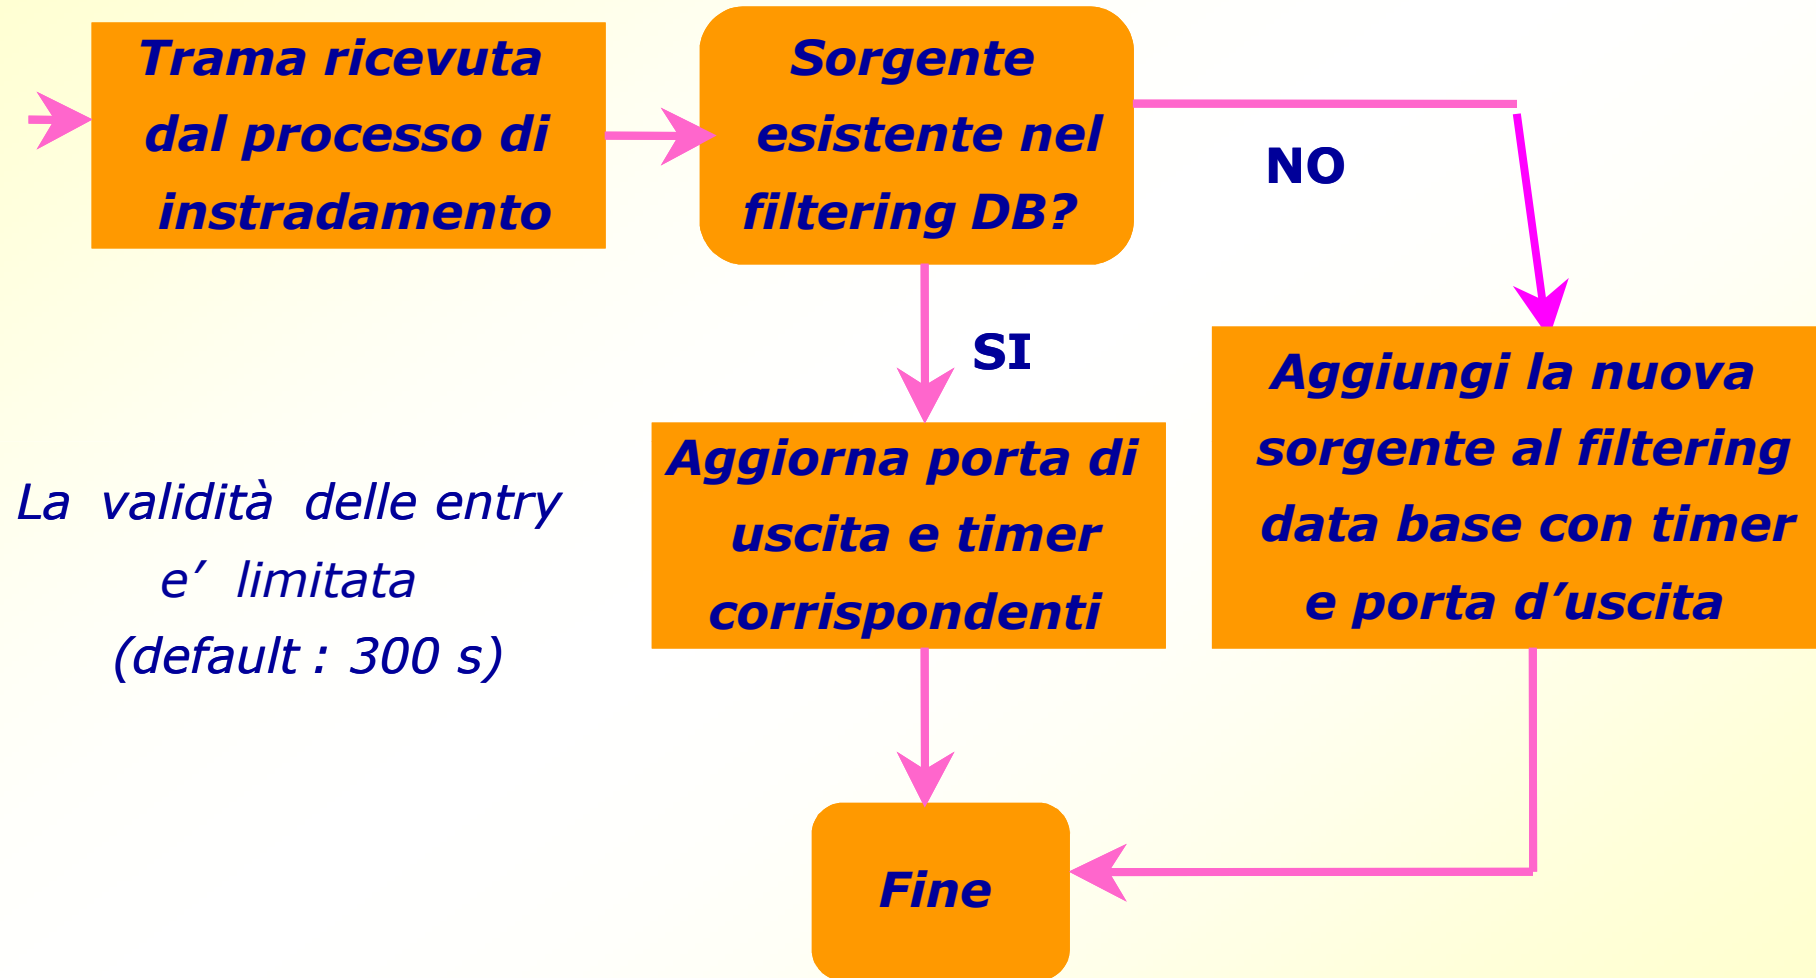 Trama ricevuta
dal processo di
instradamento
Sorgente
esistente nel
filtering DB?
NO
SI
Aggiorna porta di
uscita e timer
corrispondenti
Aggiungi la nuova
sorgente al filtering
data base con timer
e porta d’uscita
La validità delle entry
e’ limitata
(default : 300 s)
Fine